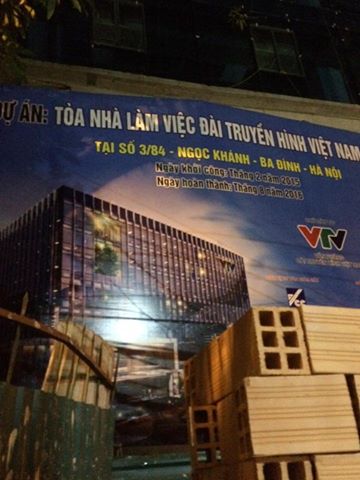 DỰ ÁN: TÒA NHÀ LÀM VIỆC ĐÀI TRUYỀN HÌNH VIỆT NAM
TẠI SỐ 3/84 - NGỌC KHÁNH - BA ĐÌNH - HÀ NỘI
Ngày khởi công: Tháng 2 năm 2015
Ngày hoàn thành: Tháng 8 năm 2016
VTV
VTV